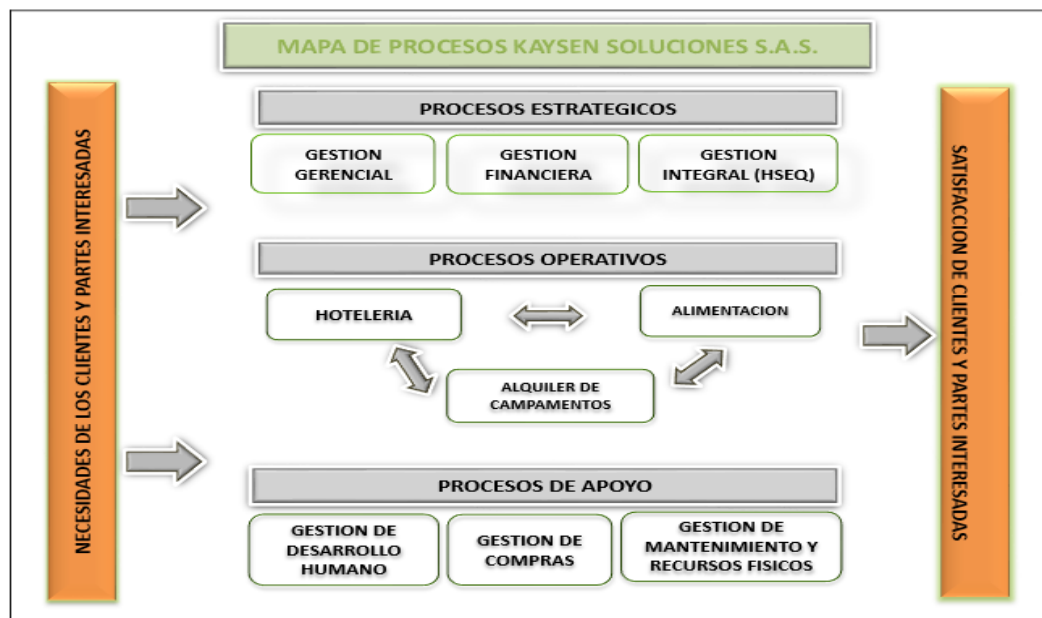 MAPA DE PROCESOS KAYSEN SOLUCIONES S.A.S.
NECESIDADES DE LOS CLIENTES Y PARTES INTERESADAS
PROCESOS ESTRATEGICOS
GESTION
GERENCIAL
GESTION
FINANCIERA
GESTION
INTEGRAL (HSEQ)
PROCESOS OPERATIVOS
HOTELERIA
ALIMENTACION
ALQUILER DE
CAMPAMENTOS
PROCESOS DE APOYO
GESTION DE
DESARROLLO
HUMANO
GESTION DE
COMPRAS
GESTION DE
MANTENIMIENTO Y
RECURSOS FISICOS
SATISFACCION DE CLIENTES Y PARTES INTERESADAS